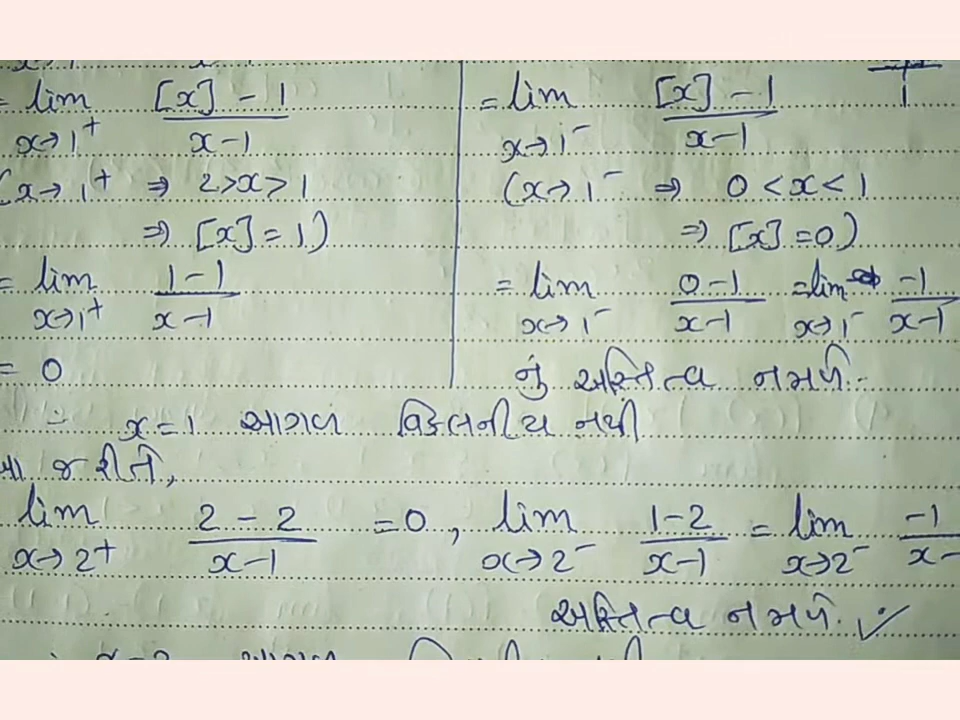 = lim x→1⁺ [x] - 1 / x-1
(x→1⁺ ⇒ 2>x>1
⇒ [x] = 1)
= lim x→1⁺ 1-1 / x-1
= 0
= lim x→1⁻ [x] - 1 / x-1
(x→1⁻ ⇒ 0<x<1
⇒ [x] = 0)
= lim x→1⁻ 0-1 / x-1 = lim x→1⁻ -1 / x-1
નું અસ્તિત્વ ન મળે.
∴ x=1 આગળ વિકલનીય નથી
આ જ રીતે,
lim x→2⁺ 2-2 / x-1 = 0, lim x→2⁻ 1-2 / x-1 = lim x→2⁻ -1 / x-
અસ્તિત્વ ન મળે.